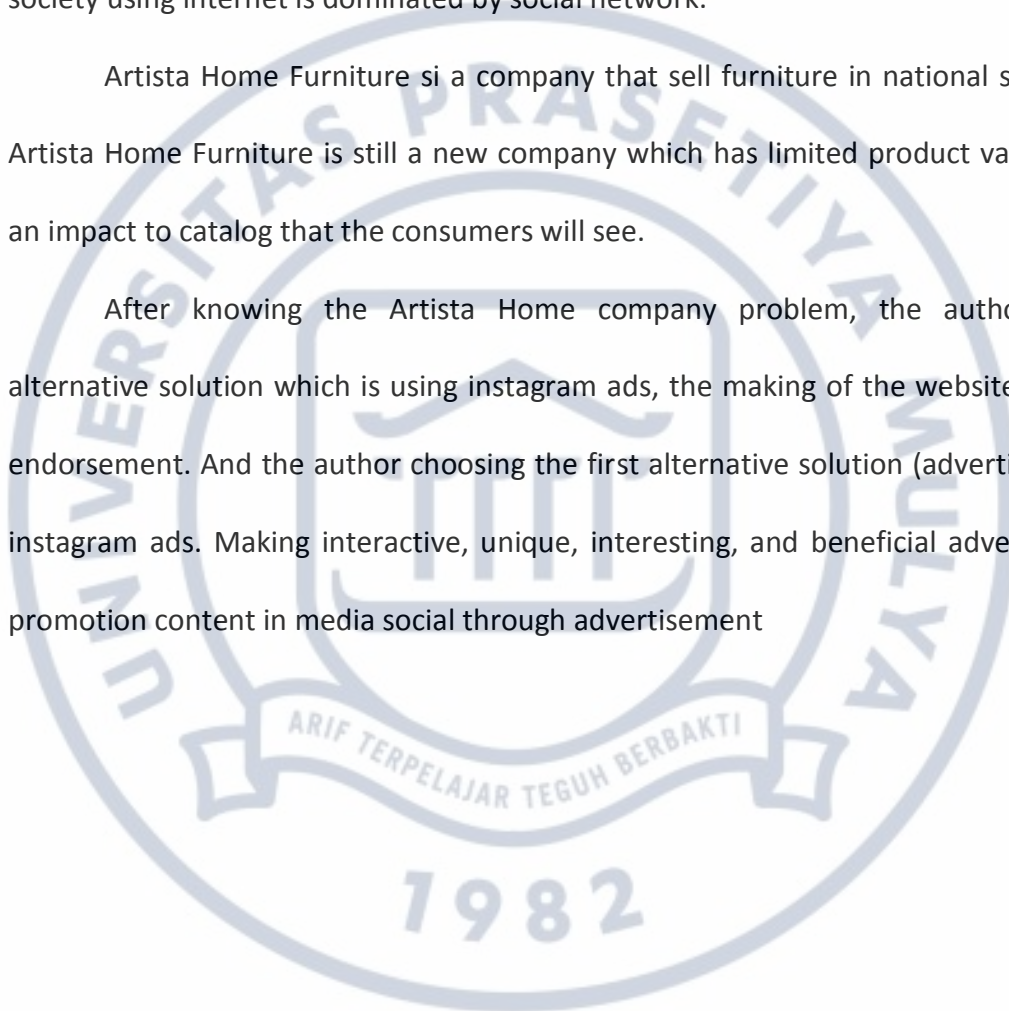 society using internet is dominated by social network.
Artista Home Furniture si a company that sell furniture in national s
Artista Home Furniture is still a new company which has limited product va
an impact to catalog that the consumers will see.
After knowing the Artista Home company problem, the autho
alternative solution which is using instagram ads, the making of the website
endorsement. And the author choosing the first alternative solution (adverti
instagram ads. Making interactive, unique, interesting, and beneficial adve
promotion content in media social through advertisement
UNIVERSITAS PRASETIYA MULYA
ARIF TERPELAJAR TEGUH BERBAKTI
1982